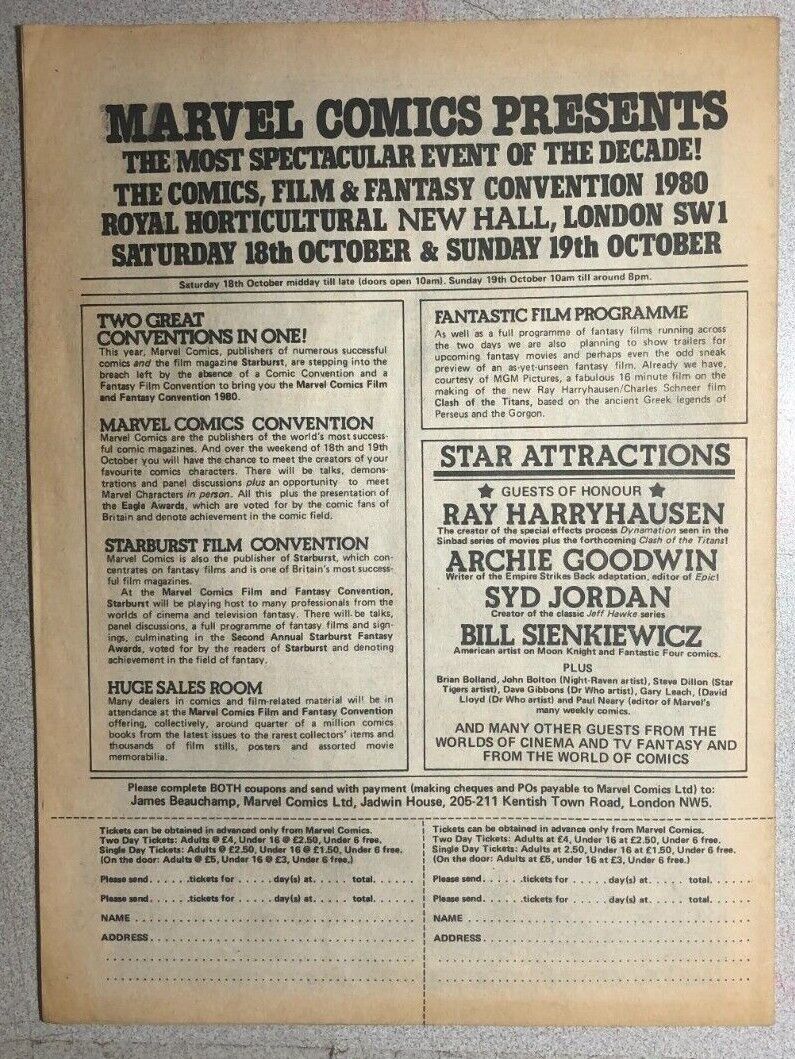 MARVEL COMICS PRESENTS
THE MOST SPECTACULAR EVENT OF THE DECADE!
THE COMICS, FILM & FANTASY CONVENTION 1980
ROYAL HORTICULTURAL NEW HALL, LONDON SW1
SATURDAY 18th OCTOBER & SUNDAY 19th OCTOBER
Saturday 18th October midday till late (doors open 10am). Sunday 19th October 10am till around 8pm.
TWO GREAT
CONVENTIONS IN ONE!
This year, Marvel Comics, publishers of numerous successful
comics and the film magazine Starburst, are stepping into the
breach left by the absence of a Comic Convention and a
Fantasy Film Convention to bring you the Marvel Comics Film
and Fantasy Convention 1980.
MARVEL COMICS CONVENTION
Marvel Comics are the publishers of the world's most success-
ful comic magazines. And over the weekend of 18th and 19th
October you will have the chance to meet the creators of your
favourite comics characters. There will be talks, demons-
trations and panel discussions plus an opportunity to meet
Marvel Characters in person. All this plus the presentation of
the Eagle Awards, which are voted for by the comic fans of
Britain and denote achievement in the comic field.
STARBURST FILM CONVENTION
Marvel Comics is also the publisher of Starburst, which con-
centrates on fantasy films and is one of Britain's most success-
ful film magazines.
At the Marvel Comics Film and Fantasy Convention,
Starburst will be playing host to many professionals from the
worlds of cinema and television fantasy. There will be talks,
panel discussions, a full programme of fantasy films and sign-
ings, culminating in the Second Annual Starburst Fantasy
Awards, voted for by the readers of Starburst and denoting
achievement in the field of fantasy.
HUGE SALES ROOM
Many dealers in comics and film-related material will be in
attendance at the Marvel Comics Film and Fantasy Convention
offering, collectively, around quarter of a million comics
books from the latest issues to the rarest collectors' items and
thousands of film stills, posters and assorted movie
memorabilia.
FANTASTIC FILM PROGRAMME
As well as a full programme of fantasy films running across
the two days we are also planning to show trailers for
upcoming fantasy movies and perhaps even the odd sneak
preview of an as-yet-unseen fantasy film. Already we have,
courtesy of MGM Pictures, a fabulous 16 minute film on the
making of the new Ray Harryhausen/Charles Schneer film
Clash of the Titans, based on the ancient Greek legends of
Perseus and the Gorgon.
STAR ATTRACTIONS
★ GUESTS OF HONOUR ★
RAY HARRYHAUSEN
The creator of the special effects process Dynamation seen in the
Sinbad series of movies plus the forthcoming Clash of the Titans!
ARCHIE GOODWIN
Writer of the Empire Strikes Back adaptation, editor of Epic!
SYD JORDAN
Creator of the classic Jeff Hawke series
BILL SIENKIEWICZ
American artist on Moon Knight and Fantastic Four comics.
PLUS
Brian Bolland, John Bolton (Night-Raven artist), Steve Dillon (Star
Tigers artist), Dave Gibbons (Dr Who artist), Gary Leach, (David
Lloyd (Dr Who artist) and Paul Neary (editor of Marvel's
many weekly comics.
AND MANY OTHER GUESTS FROM THE
WORLDS OF CINEMA AND TV FANTASY AND
FROM THE WORLD OF COMICS
Please complete BOTH coupons and send with payment (making cheques and POs payable to Marvel Comics Ltd) to:
James Beauchamp, Marvel Comics Ltd, Jadwin House, 205-211 Kentish Town Road, London NW5.
Tickets can be obtained in advanced only from Marvel Comics.
Two Day Tickets: Adults @ £4, Under 16 @ £2.50, Under 6 free.
Single Day Tickets: Adults @ £2.50, Under 16 @ £1.50, Under 6 free.
(On the door: Adults @ £5, Under 16 @ £3, Under 6 free.)
Please send......tickets for .....day(s) at.....total.....
Please send......tickets for .....day(s) at.....total.....
NAME ........................................
ADDRESS......................................
.............................................
.............................................
Tickets can be obtained in advance only from Marvel Comics.
Two Day Tickets: Adults at £4, Under 16 at £2.50, Under 6 free.
Single Day Tickets: Adults at 2.50, Under 16 at £1.50, Under 6 free.
(On the door: Adults at £5, under 16 at £3, Under 6 free.)
Please send......tickets for .....day(s) at.....total......
Please send......tickets for .....day(s) at.....total......
NAME ........................................
ADDRESS......................................
.............................................
.............................................